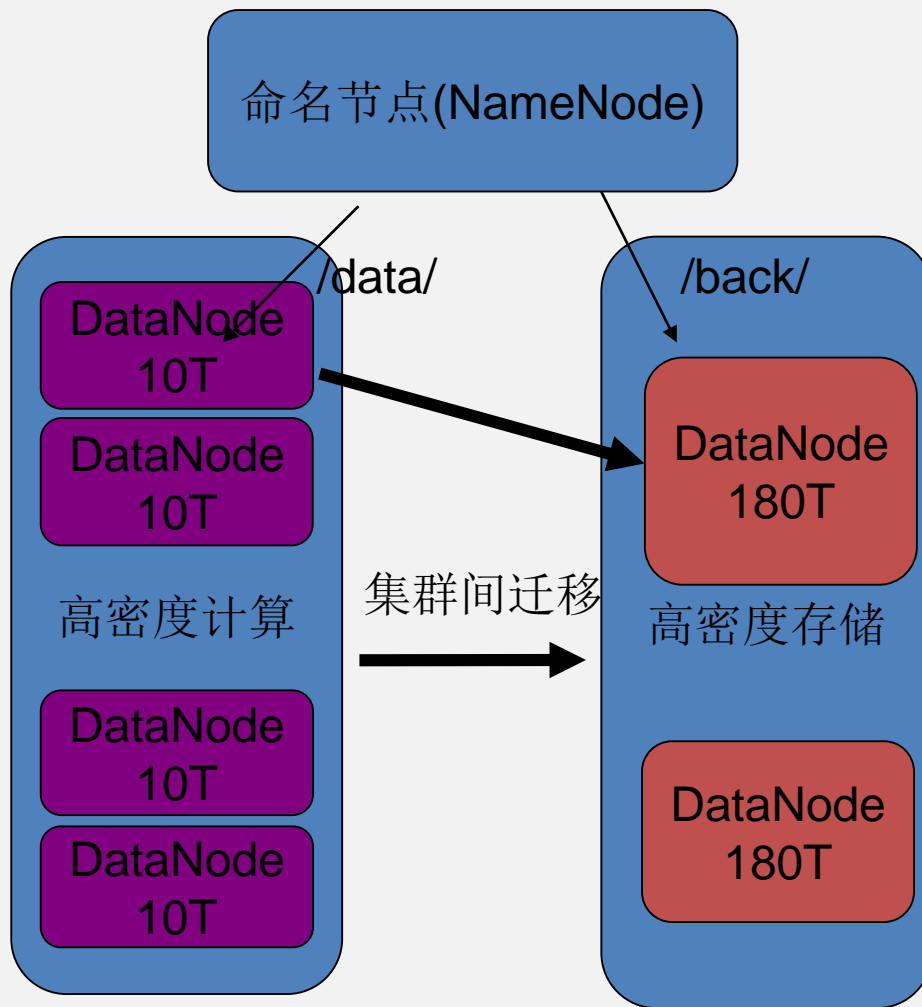 命名节点(NameNode)
/data/
/back/
DataNode
10T
DataNode
10T
高密度计算
DataNode
10T
DataNode
10T
集群间迁移
DataNode
180T
高密度存储
DataNode
180T